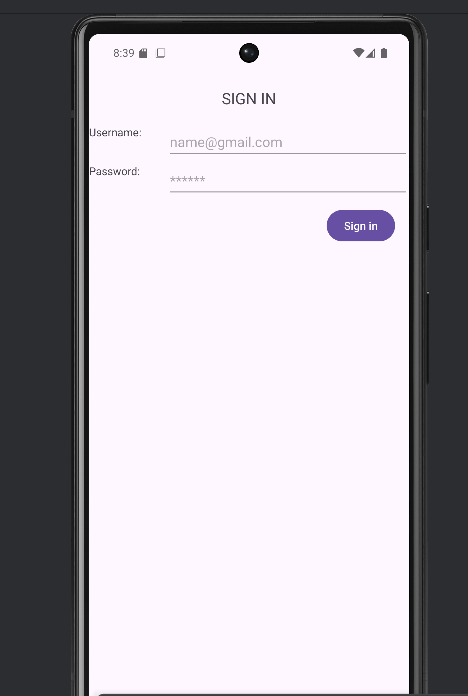 8:39
SIGN IN
Username:
name@gmail.com
Password:
******
Sign in